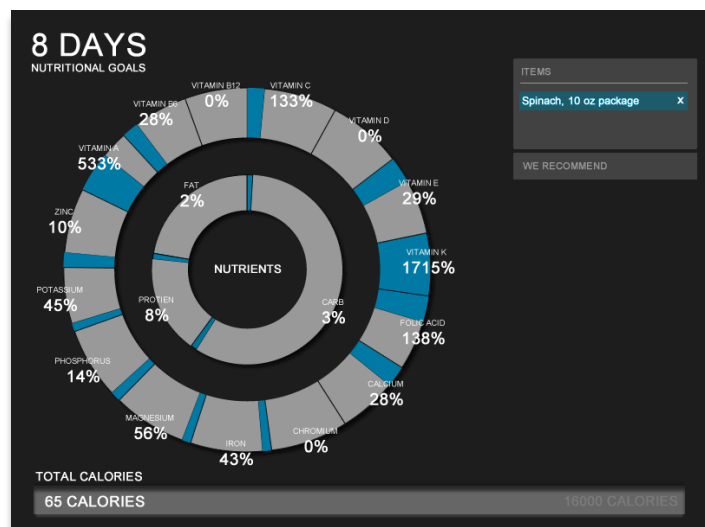 8 DAYS
NUTRITIONAL GOALS
ITEMS
Spinach, 10 oz package x
WE RECOMMEND
VITAMIN B12
0%
VITAMIN C
133%
VITAMIN D
0%
VITAMIN E
29%
VITAMIN K
1715%
FOLIC ACID
138%
CALCIUM
28%
CHROMIUM
0%
IRON
43%
MAGNESIUM
56%
PHOSPHORUS
14%
POTASSIUM
45%
ZINC
10%
VITAMIN A
533%
VITAMIN B6
28%
FAT
2%
NUTRIENTS
PROTIEN
8%
CARB
3%
TOTAL CALORIES
65 CALORIES 16000 CALORIES